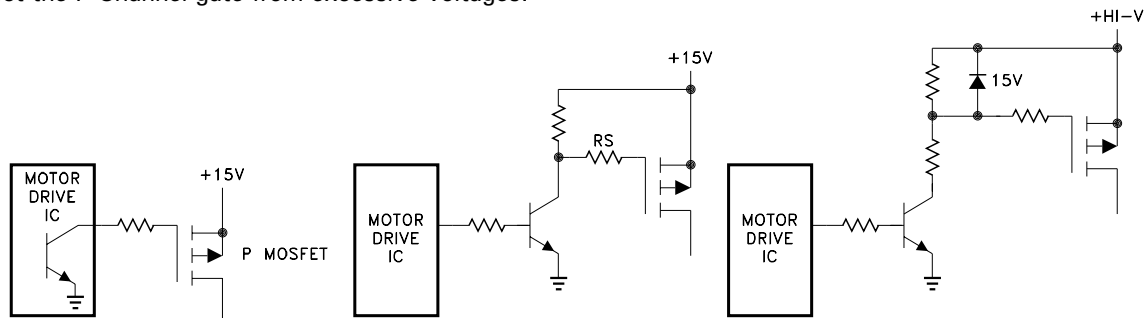 ct the P-Channel gate from excessive voltages.
+HI-V
+15V
15V
RS
MOTOR
DRIVE
IC
+15V
P MOSFET
MOTOR
DRIVE
IC
MOTOR
DRIVE
IC